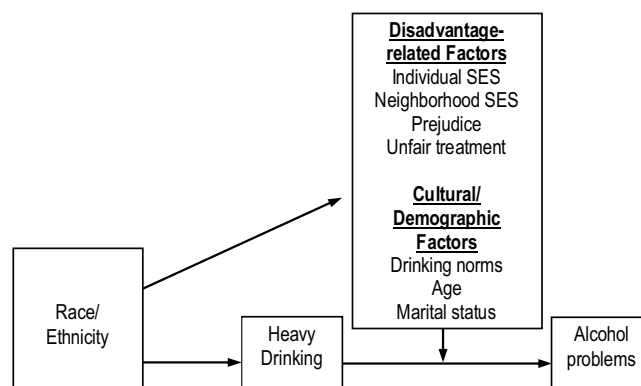 Disadvantage-
related Factors
Individual SES
Neighborhood SES
Prejudice
Unfair treatment
Cultural/
Demographic
Factors
Drinking norms
Age
Marital status
Race/
Ethnicity
Heavy
Drinking
Alcohol
problems